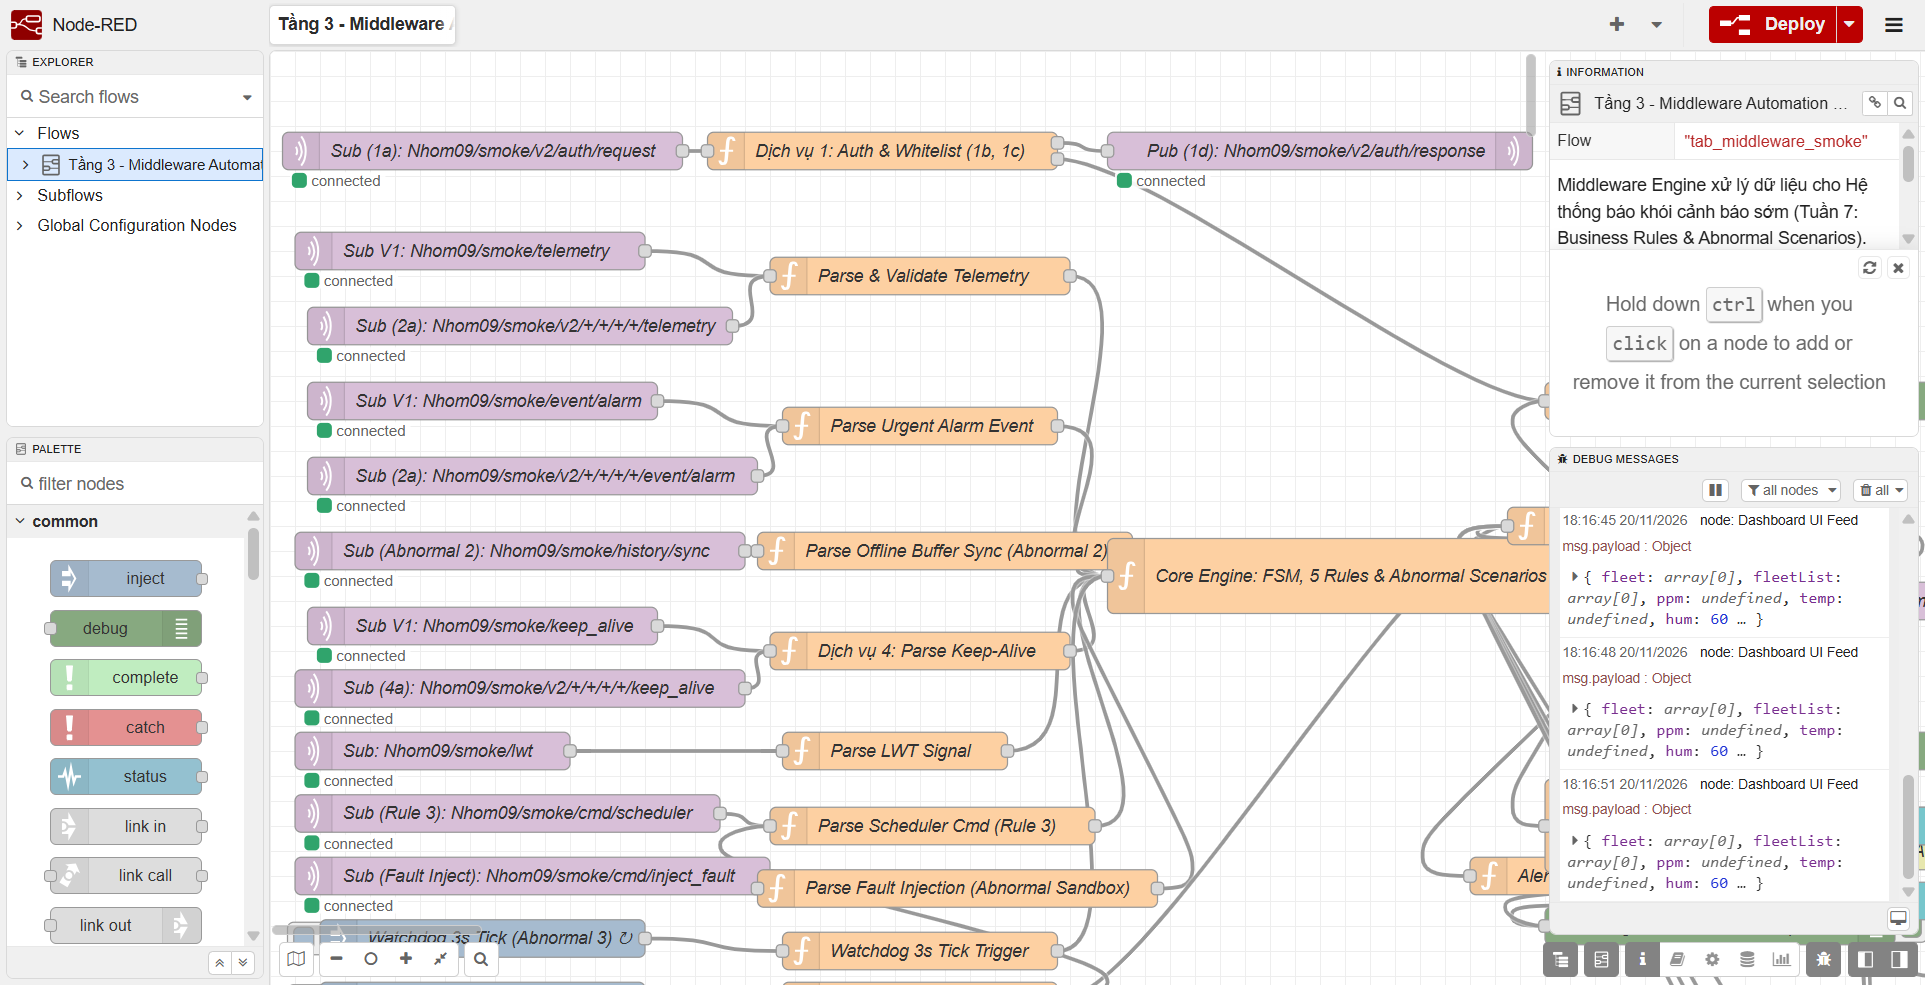 Node-RED
Tầng 3 - Middleware
Deploy
EXPLORER
Search flows
Flows
Tầng 3 - Middleware Automat
Subflows
Global Configuration Nodes
PALETTE
filter nodes
common
inject
debug
complete
catch
status
link in
link call
link out
Sub (1a): Nhom09/smoke/v2/auth/request
connected
Dịch vụ 1: Auth & Whitelist (1b, 1c)
Pub (1d): Nhom09/smoke/v2/auth/response
connected
Sub V1: Nhom09/smoke/telemetry
connected
Parse & Validate Telemetry
Sub (2a): Nhom09/smoke/v2/+/+/+/+/telemetry
connected
Sub V1: Nhom09/smoke/event/alarm
connected
Parse Urgent Alarm Event
Sub (2a): Nhom09/smoke/v2/+/+/+/+/event/alarm
connected
Sub (Abnormal 2): Nhom09/smoke/history/sync
connected
Parse Offline Buffer Sync (Abnormal 2)
Core Engine: FSM, 5 Rules & Abnormal Scenarios
Sub V1: Nhom09/smoke/keep_alive
connected
Dịch vụ 4: Parse Keep-Alive
Sub (4a): Nhom09/smoke/v2/+/+/+/+/keep_alive
connected
Sub: Nhom09/smoke/lwt
connected
Parse LWT Signal
Sub (Rule 3): Nhom09/smoke/cmd/scheduler
connected
Parse Scheduler Cmd (Rule 3)
Sub (Fault Inject): Nhom09/smoke/cmd/inject_fault
connected
Parse Fault Injection (Abnormal Sandbox)
Watchdog 3s Tick (Abnormal 3) ↻
Watchdog 3s Tick Trigger
Aler
INFORMATION
Tầng 3 - Middleware Automation ...
Flow
"tab_middleware_smoke"
Middleware Engine xử lý dữ liệu cho Hệ
thống báo khói cảnh báo sớm (Tuần 7:
Business Rules & Abnormal Scenarios).
Hold down ctrl when you
click on a node to add or
remove it from the current selection
DEBUG MESSAGES
all nodes
all
18:16:45 20/11/2026 node: Dashboard UI Feed
msg.payload : Object
{ fleet: array[0], fleetList:
array[0], ppm: undefined, temp:
undefined, hum: 60 … }
18:16:48 20/11/2026 node: Dashboard UI Feed
msg.payload : Object
{ fleet: array[0], fleetList:
array[0], ppm: undefined, temp:
undefined, hum: 60 … }
18:16:51 20/11/2026 node: Dashboard UI Feed
msg.payload : Object
{ fleet: array[0], fleetList:
array[0], ppm: undefined, temp:
undefined, hum: 60 … }